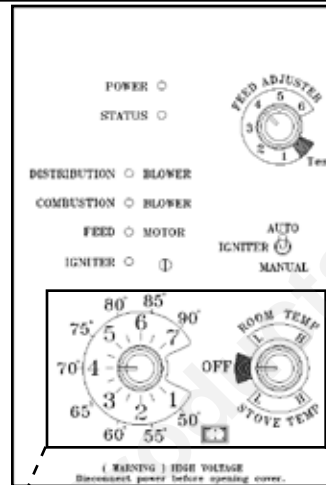 POWER
STATUS
FEED ADJUSTER
1 2 3 4 5 6
DISTRIBUTION BLOWER
COMBUSTION BLOWER
FEED MOTOR
IGNITER
AUTO
IGNITER
MANUAL
50° 55° 60° 65° 70° 75° 80° 85° 90°
1 2 3 4 5 6 7
OFF
ROOM TEMP
L H
L H
STOVE TEMP
( WARNING ) HIGH VOLTAGE
Disconnect power before opening cover.